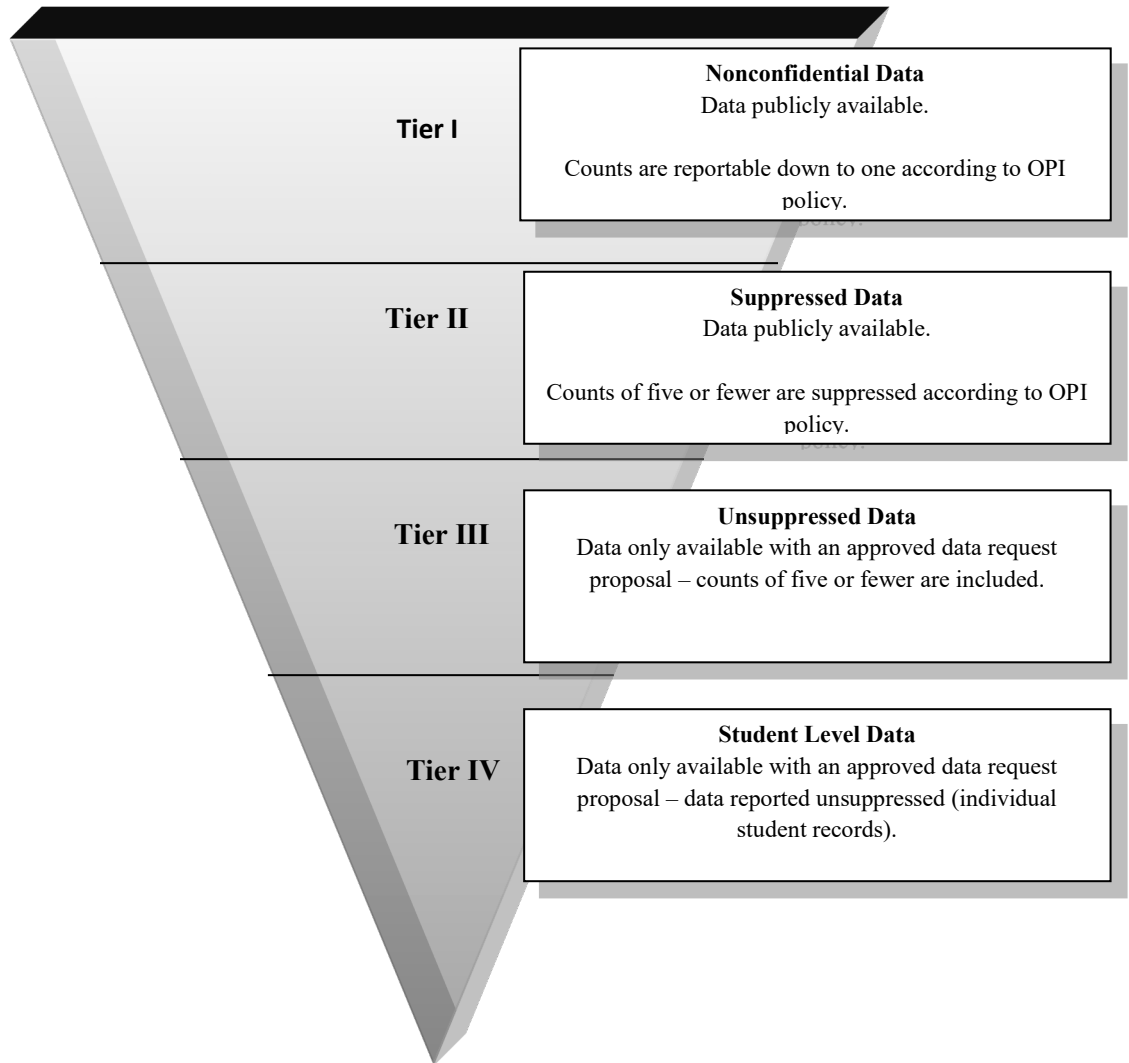 Tier I
Nonconfidential Data
Data publicly available.
Counts are reportable down to one according to OPI
policy.
Tier II
Suppressed Data
Data publicly available.
Counts of five or fewer are suppressed according to OPI
policy.
Tier III
Unsuppressed Data
Data only available with an approved data request
proposal – counts of five or fewer are included.
Tier IV
Student Level Data
Data only available with an approved data request
proposal – data reported unsuppressed (individual
student records).